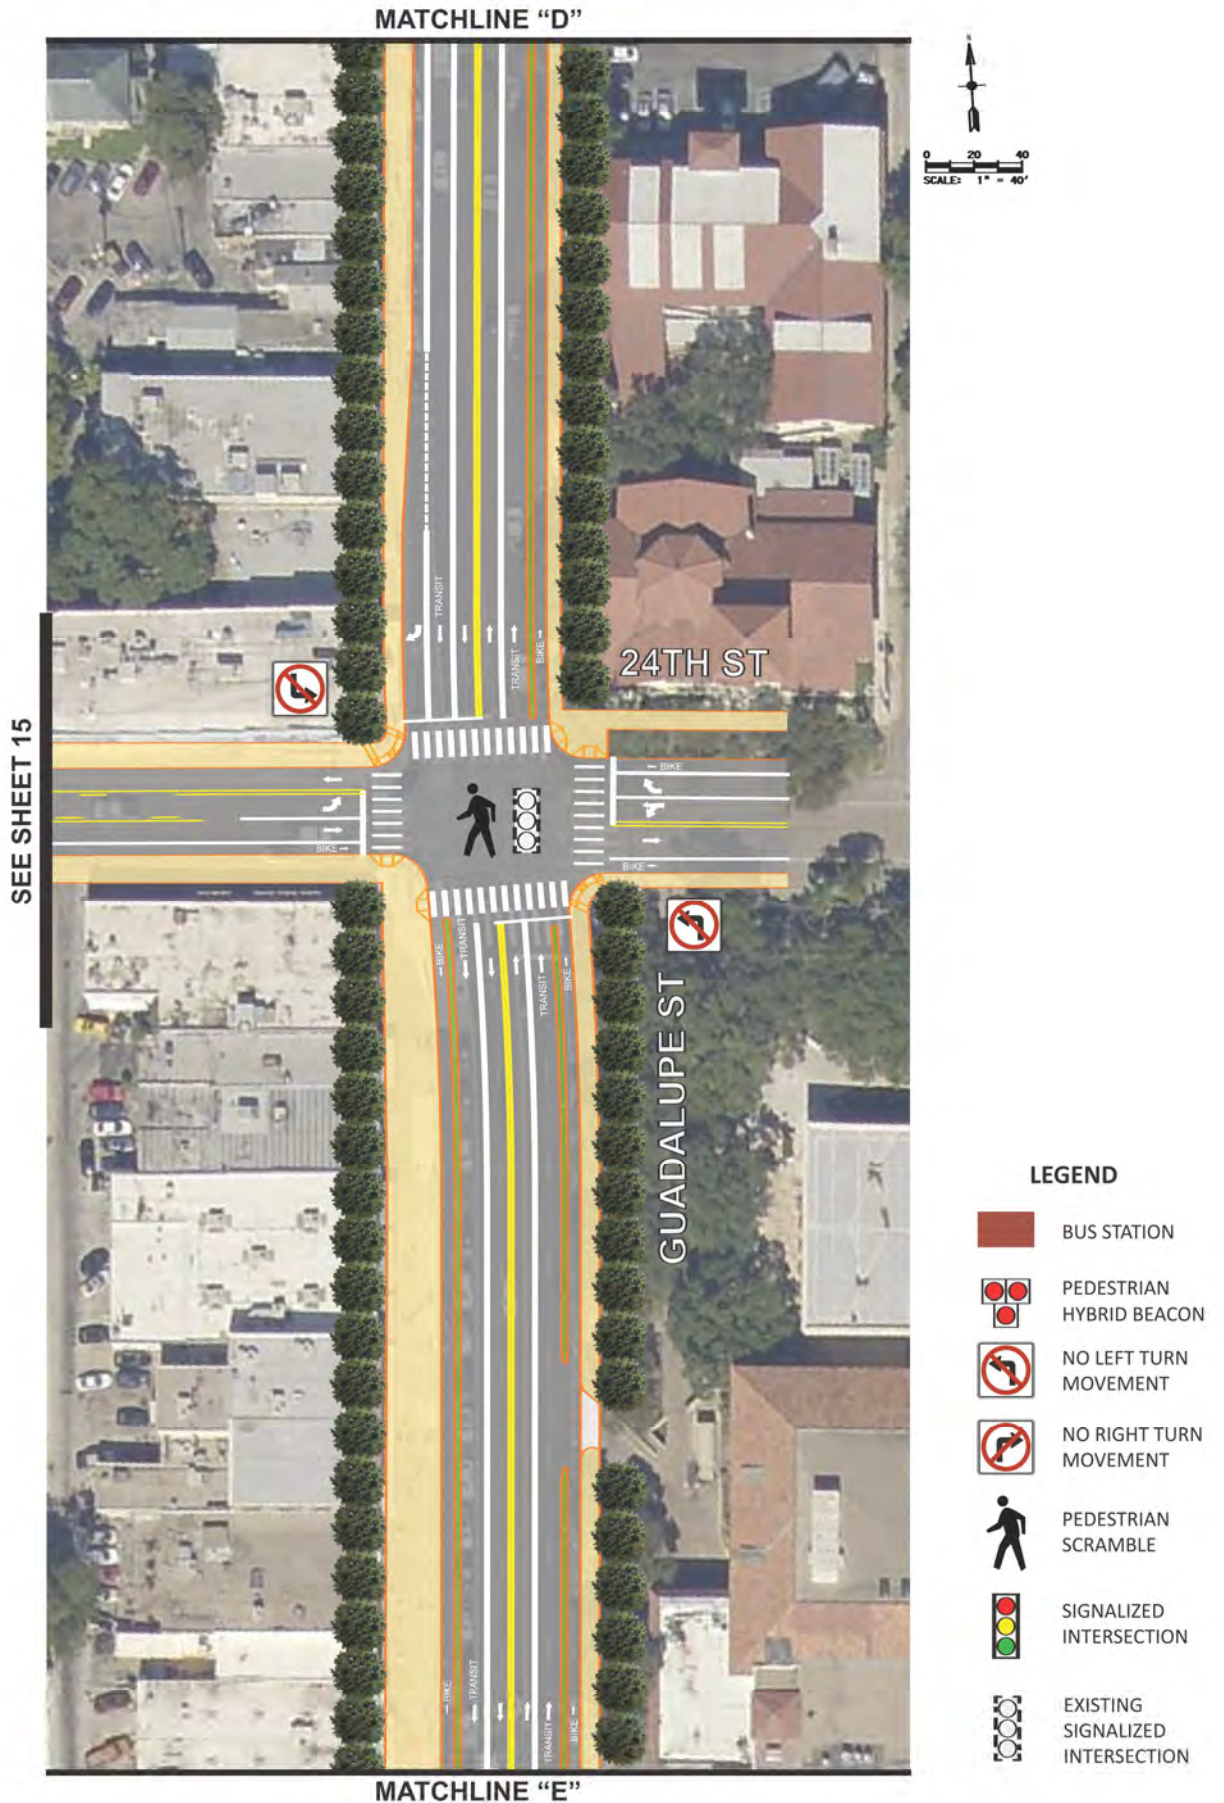 MATCHLINE “D”
N
0 20 40
SCALE: 1" = 40'
TRANSIT
TRANSIT
BIKE
24TH ST
SEE SHEET 15
BIKE
BIKE
BIKE
BIKE
TRANSIT
TRANSIT
BIKE
GUADALUPE ST
LEGEND
BUS STATION
PEDESTRIAN
HYBRID BEACON
NO LEFT TURN
MOVEMENT
NO RIGHT TURN
MOVEMENT
PEDESTRIAN
SCRAMBLE
SIGNALIZED
INTERSECTION
EXISTING
SIGNALIZED
INTERSECTION
BIKE
TRANSIT
TRANSIT
BIKE
MATCHLINE “E”